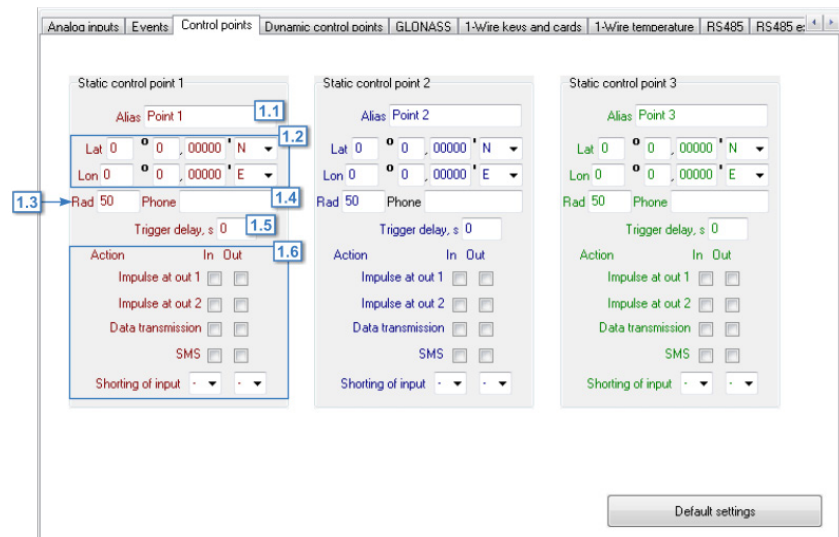 Analog inputs Events Control points Dynamic control points GLONASS 1-Wire keys and cards 1-Wire temperature RS485 RS485 e:
Static control point 1
Alias Point 1 1.1
1.2
Lat 0 ° 0 , 00000 ' N
Lon 0 ° 0 , 00000 ' E
1.3 Rad 50 Phone 1.4
Trigger delay, s 0 1.5
Action In Out 1.6
Impulse at out 1
Impulse at out 2
Data transmission
SMS
Shorting of input - -
Static control point 2
Alias Point 2
Lat 0 ° 0 , 00000 ' N
Lon 0 ° 0 , 00000 ' E
Rad 50 Phone
Trigger delay, s 0
Action In Out
Impulse at out 1
Impulse at out 2
Data transmission
SMS
Shorting of input - -
Static control point 3
Alias Point 3
Lat 0 ° 0 , 00000 ' N
Lon 0 ° 0 , 00000 ' E
Rad 50 Phone
Trigger delay, s 0
Action In Out
Impulse at out 1
Impulse at out 2
Data transmission
SMS
Shorting of input - -
Default settings